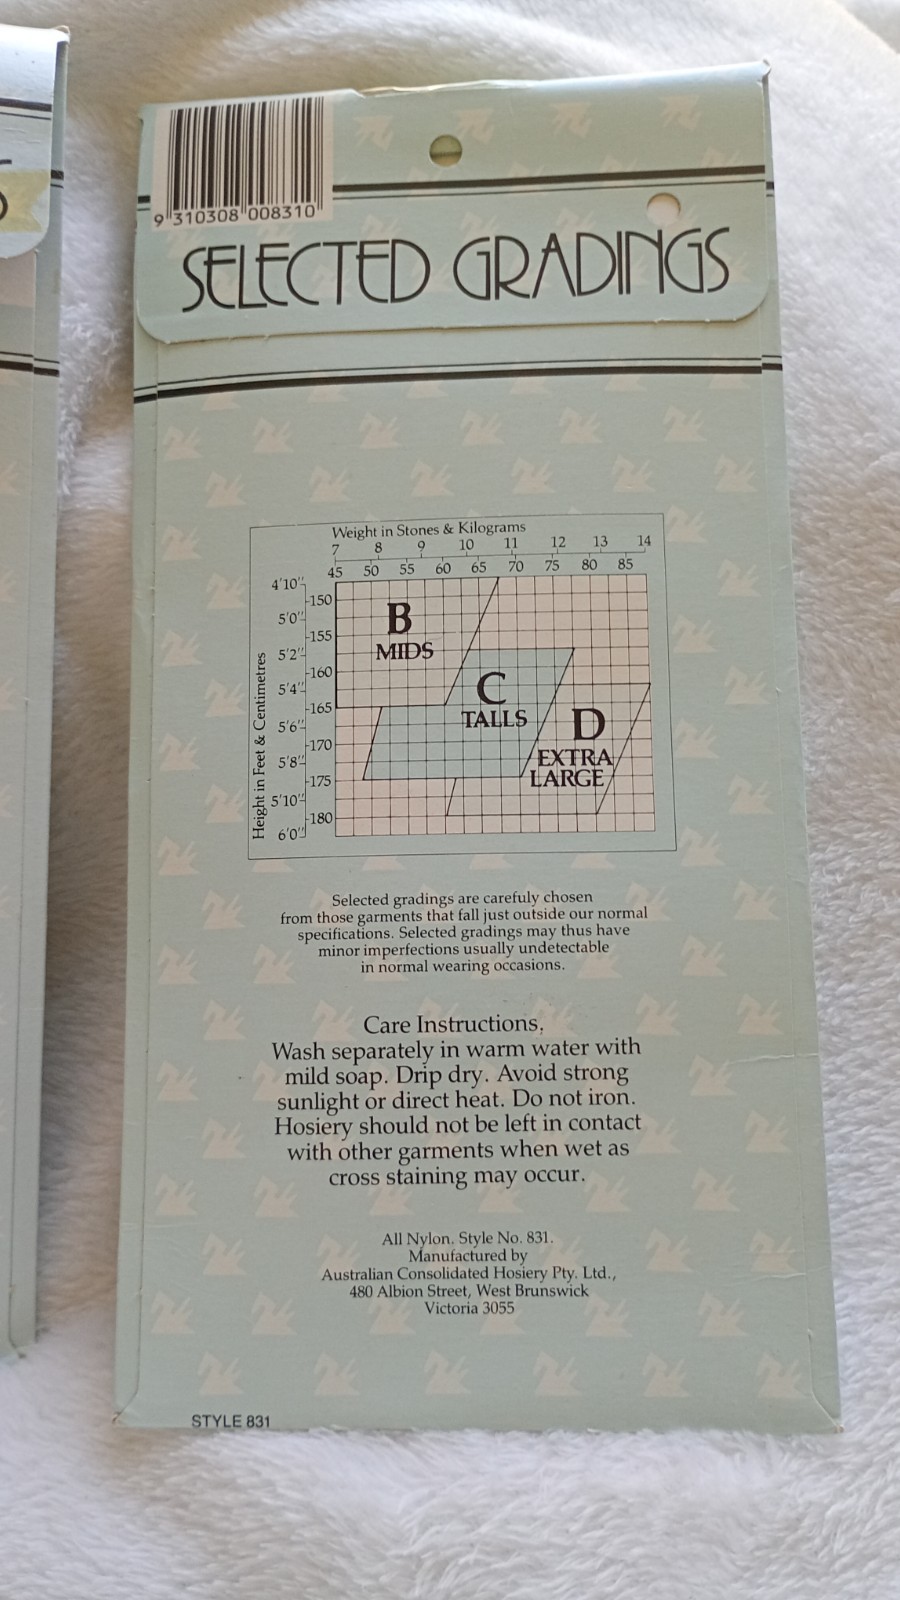 9 310308 008310
SELECTED GRADINGS
Weight in Stones & Kilograms
7 8 9 10 11 12 13 14
45 50 55 60 65 70 75 80 85
Height in Feet & Centimetres
4'10"
150
5'0"
155
5'2"
160
5'4"
165
5'6"
170
5'8"
175
5'10"
180
6'0"
B
MIDS
C
TALLS
D
EXTRA
LARGE
Selected gradings are carefuly chosen
from those garments that fall just outside our normal
specifications. Selected gradings may thus have
minor imperfections usually undetectable
in normal wearing occasions.
Care Instructions,
Wash separately in warm water with
mild soap. Drip dry. Avoid strong
sunlight or direct heat. Do not iron.
Hosiery should not be left in contact
with other garments when wet as
cross staining may occur.
All Nylon. Style No. 831.
Manufactured by
Australian Consolidated Hosiery Pty. Ltd.,
480 Albion Street, West Brunswick
Victoria 3055
STYLE 831